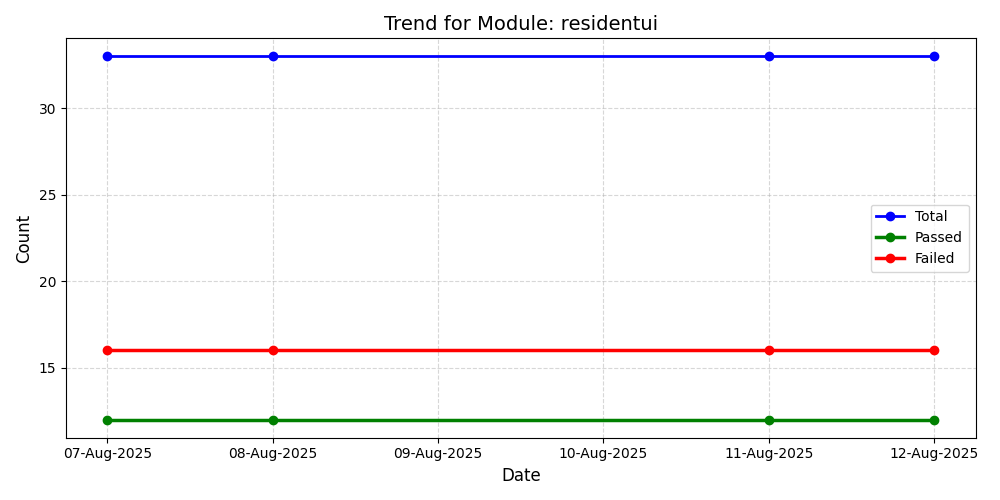 Trend for Module: residentui
30
25
20
15
Count
Total
Passed
Failed
07-Aug-2025 08-Aug-2025 09-Aug-2025 10-Aug-2025 11-Aug-2025 12-Aug-2025
Date